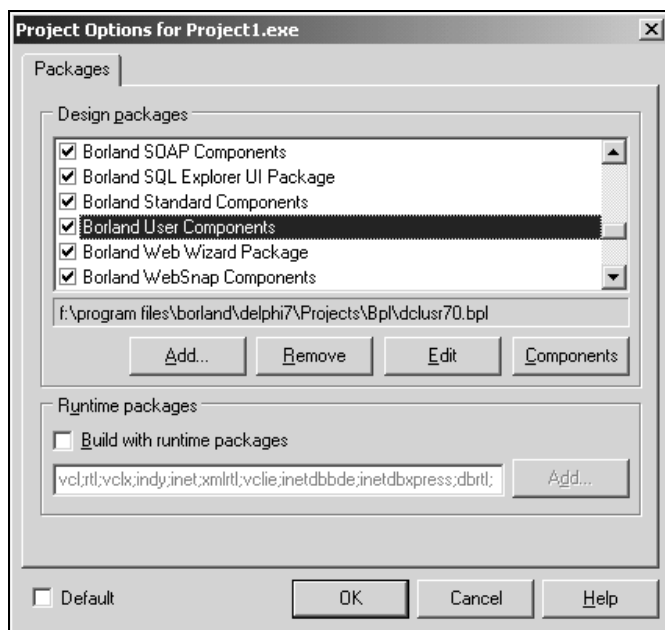 Project Options for Project1.exe
Packages
Design packages
Borland SOAP Components
Borland SQL Explorer UI Package
Borland Standard Components
Borland User Components
Borland Web Wizard Package
Borland WebSnap Components
f:\program files\borland\delphi7\Projects\Bpl\dclusr70.bpl
Add... Remove Edit Components
Runtime packages
Build with runtime packages
vcl;rtl;vclx;indy;inet;xmlrtl;vclie;inetdbbde;inetdbxpress;dbrtl; Add...
Default OK Cancel Help